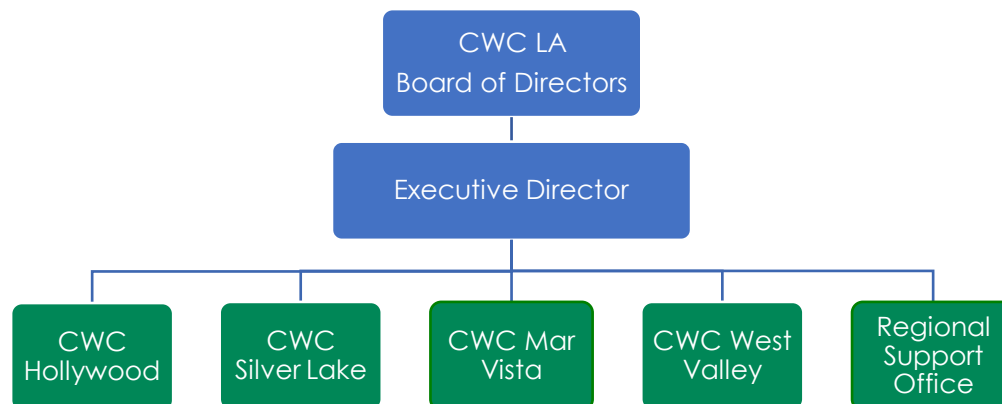 CWC LA
Board of Directors
Executive Director
CWC
Hollywood
CWC
Silver Lake
CWC Mar
Vista
CWC West
Valley
Regional
Support
Office